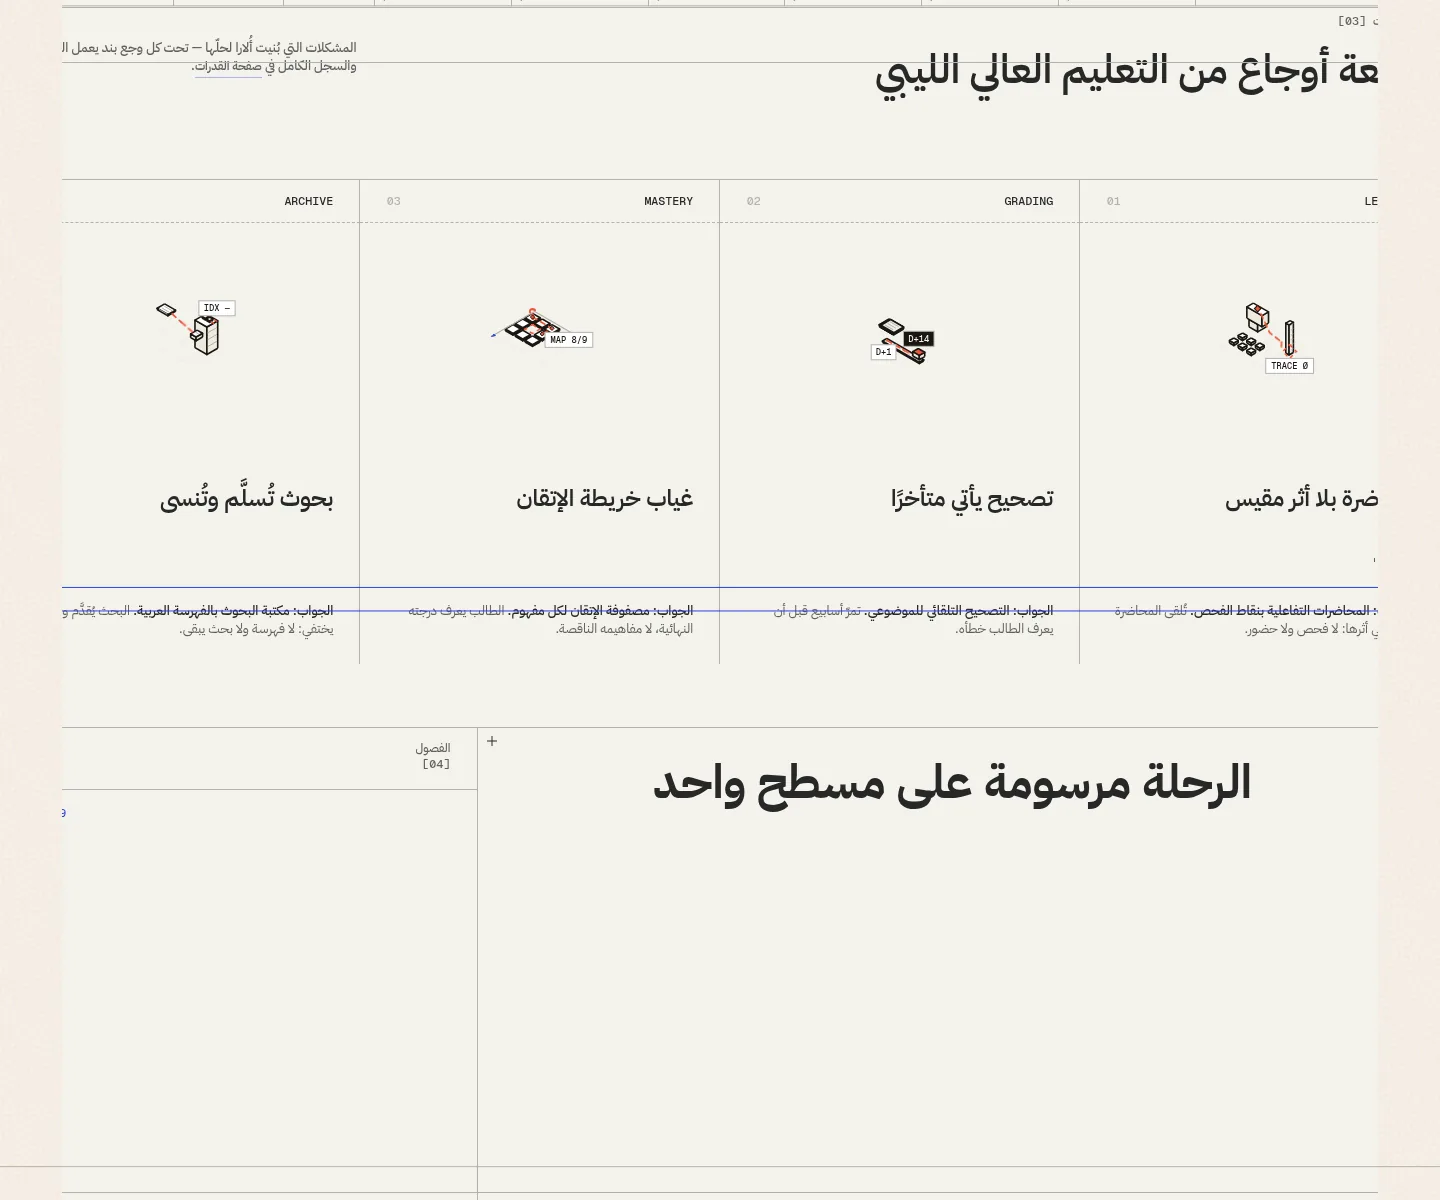 [03]
أوجاع من التعليم العالي الليبي
المشكلات التي بُنيت ألارا لحلّها — تحت كل وجع بند يعمل
والسجل الكامل في صفحة القدرات.
01
GRADING
02
MASTERY
03
ARCHIVE
TRACE Ø
D+14
D+1
MAP 8/9
IDX —
بلا أثر مقيس
تصحيح يأتي متأخرًا
غياب خريطة الإتقان
بحوث تُسلَّم وتُنسى
المحاضرات التفاعلية بنقاط الفحص. تُلقى المحاضرة
أثرها: لا فحص ولا حضور.
الجواب: التصحيح التلقائي للموضوعي. تمرّ أسابيع قبل أن
يعرف الطالب خطأه.
الجواب: مصفوفة الإتقان لكل مفهوم. الطالب يعرف درجته
النهائية، لا مفاهيمه الناقصة.
الجواب: مكتبة البحوث بالفهرسة العربية. البحث يُقدَّم
يختفي: لا فهرسة ولا بحث يبقى.
الرحلة مرسومة على مسطح واحد
الفصول
[04]